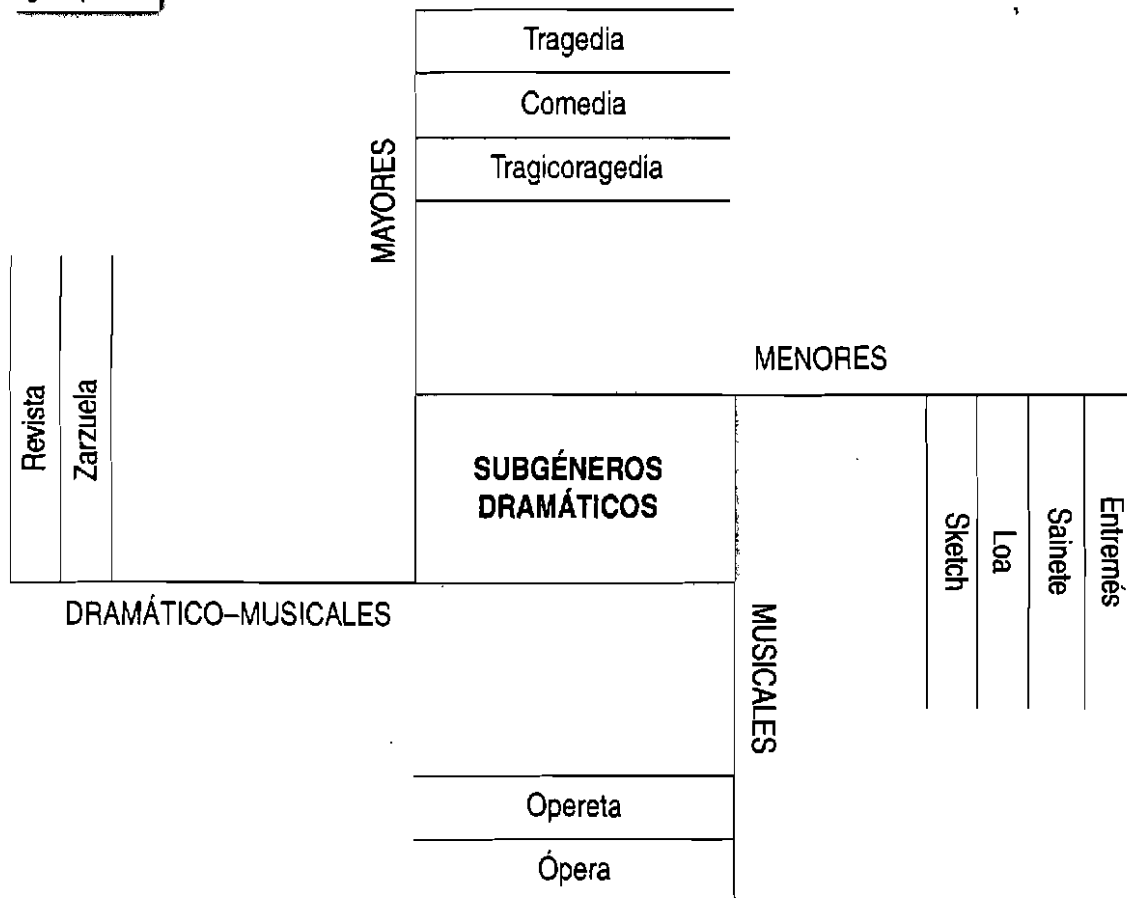 Tragedia
Comedia
Tragicoragedia
MAYORES
Revista
Zarzuela
MENORES
SUBGÉNEROS
DRAMÁTICOS
Sketch
Loa
Sainete
Entremés
DRAMÁTICO–MUSICALES
MUSICALES
Opereta
Ópera